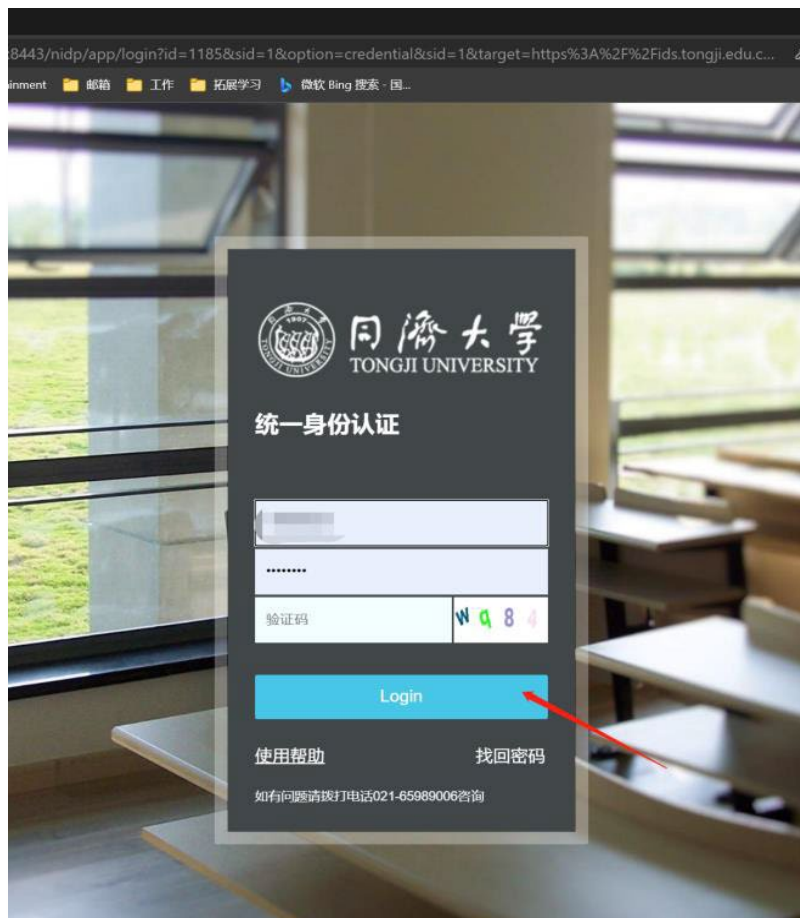 :8443/nidp/app/login?id=1185&sid=1&option=credential&sid=1&target=https%3A%2F%2Fids.tongji.edu.c...
inment 邮箱 工作 拓展学习 微软 Bing 搜索 - 国...
1907
TONGJI UNIVERSITY
同濟大学
TONGJI UNIVERSITY
统一身份认证
••••••••
验证码 W q 8 4
Login
使用帮助 找回密码
如有问题请拨打电话021-65989006咨询